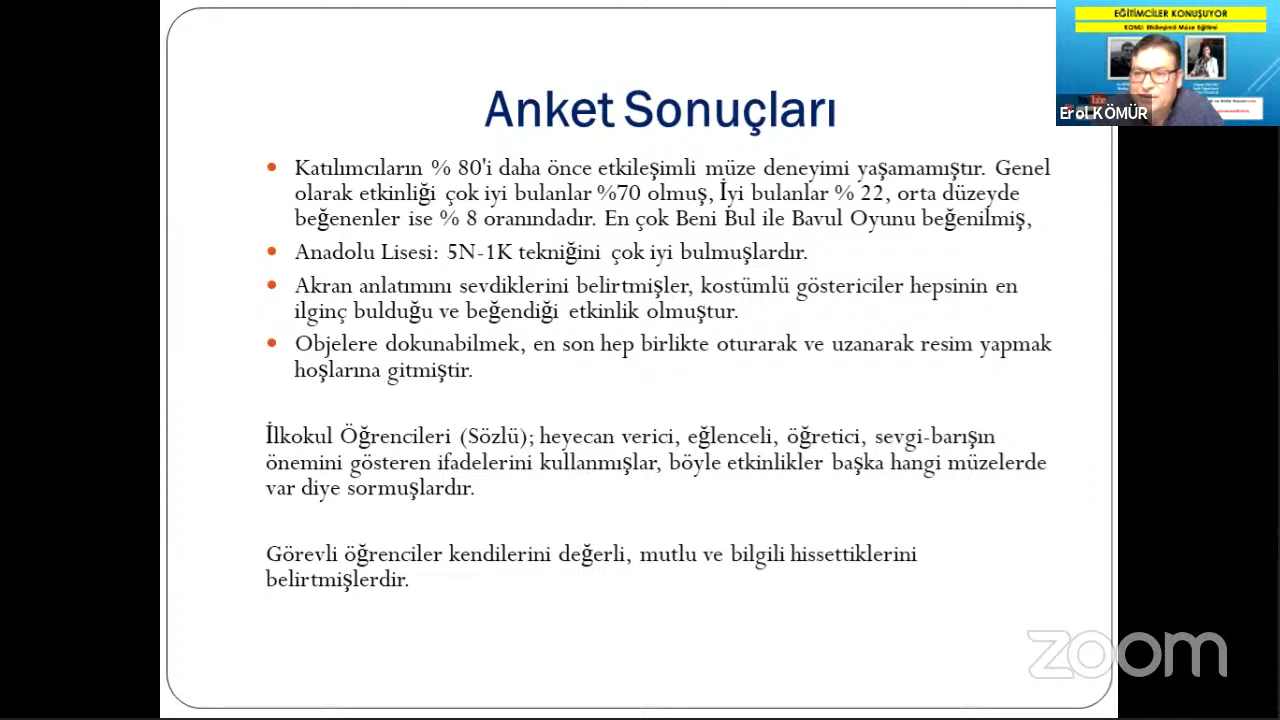 EĞİTİMCİLER KONUŞUYOR
KONU: Etkileşimli Müze Eğitimi
Erol KÖMÜR
Anket Sonuçları
Katılımcıların % 80'i daha önce etkileşimli müze deneyimi yaşamamıştır. Genel
olarak etkinliği çok iyi bulanlar %70 olmuş, İyi bulanlar % 22, orta düzeyde
beğenenler ise % 8 oranındadır. En çok Beni Bul ile Bavul Oyunu beğenilmiş,
Anadolu Lisesi: 5N-1K tekniğini çok iyi bulmuşlardır.
Akran anlatımını sevdiklerini belirtmişler, kostümlü göstericiler hepsinin en
ilginç bulduğu ve beğendiği etkinlik olmuştur.
Objelere dokunabilmek, en son hep birlikte oturarak ve uzanarak resim yapmak
hoşlarına gitmiştir.
İlkokul Öğrencileri (Sözlü); heyecan verici, eğlenceli, öğretici, sevgi-barışın
önemini gösteren ifadelerini kullanmışlar, böyle etkinlikler başka hangi müzelerde
var diye sormuşlardır.
Görevli öğrenciler kendilerini değerli, mutlu ve bilgili hissettiklerini
belirtmişlerdir.
zoom